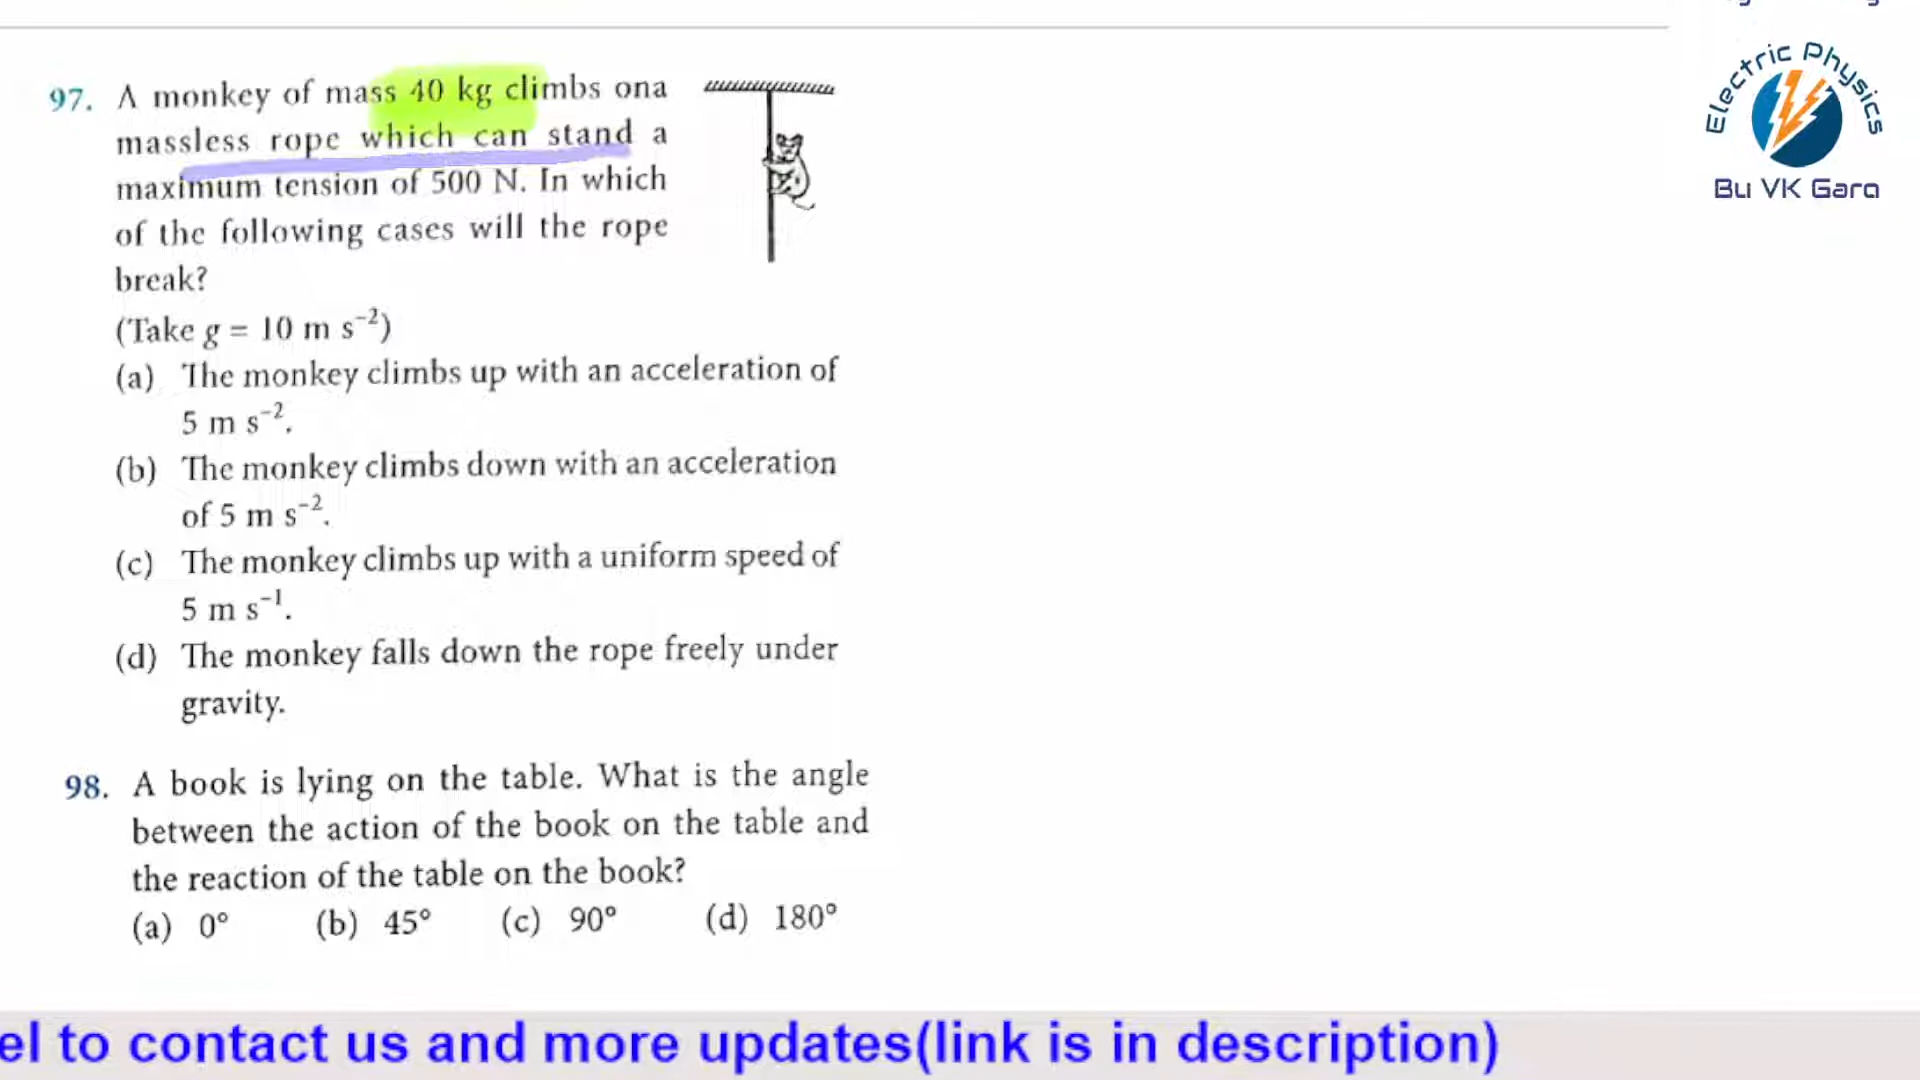 97. A monkey of mass 40 kg climbs ona
massless rope which can stand a
maximum tension of 500 N. In which
of the following cases will the rope
break?
(Take g = 10 m s⁻²)
(a) The monkey climbs up with an acceleration of
5 m s⁻².
(b) The monkey climbs down with an acceleration
of 5 m s⁻².
(c) The monkey climbs up with a uniform speed of
5 m s⁻¹.
(d) The monkey falls down the rope freely under
gravity.
98. A book is lying on the table. What is the angle
between the action of the book on the table and
the reaction of the table on the book?
(a) 0° (b) 45° (c) 90° (d) 180°
Electric Physics
By VK Garg
el to contact us and more updates(link is in description)